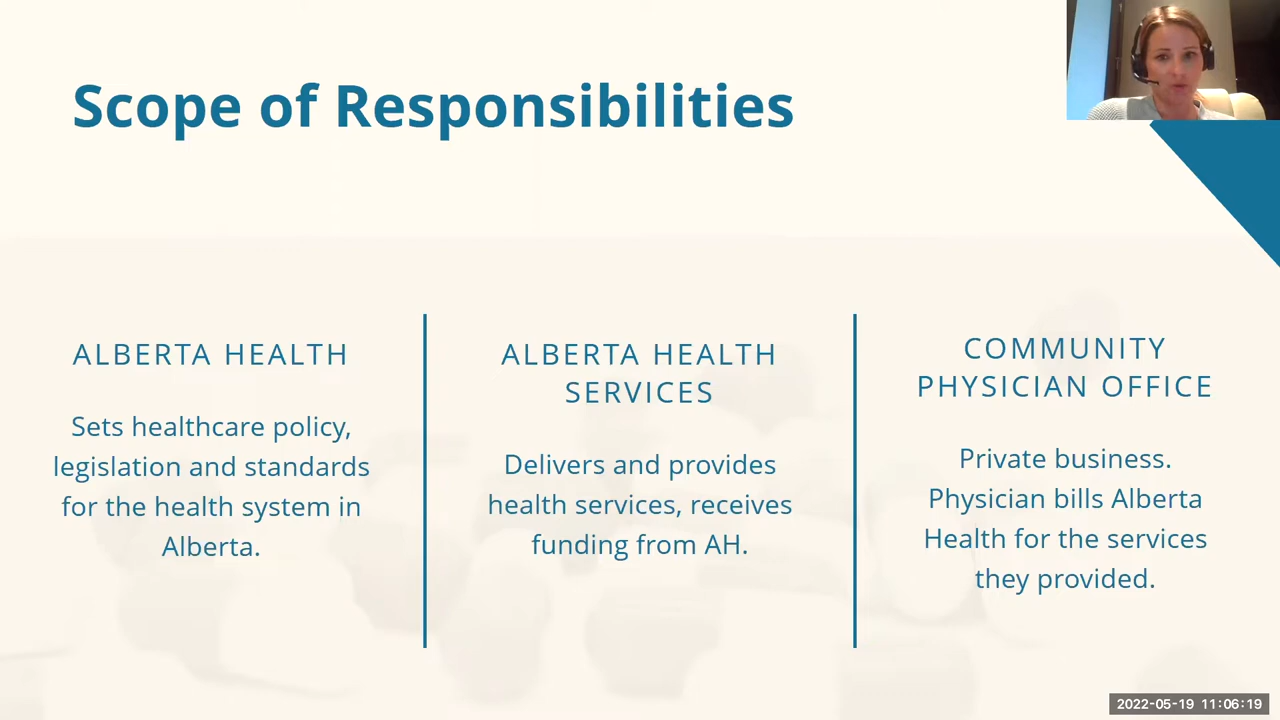 Scope of Responsibilities
ALBERTA HEALTH
Sets healthcare policy,
legislation and standards
for the health system in
Alberta.
ALBERTA HEALTH
SERVICES
Delivers and provides
health services, receives
funding from AH.
COMMUNITY
PHYSICIAN OFFICE
Private business.
Physician bills Alberta
Health for the services
they provided.
2022-05-19 11:06:19